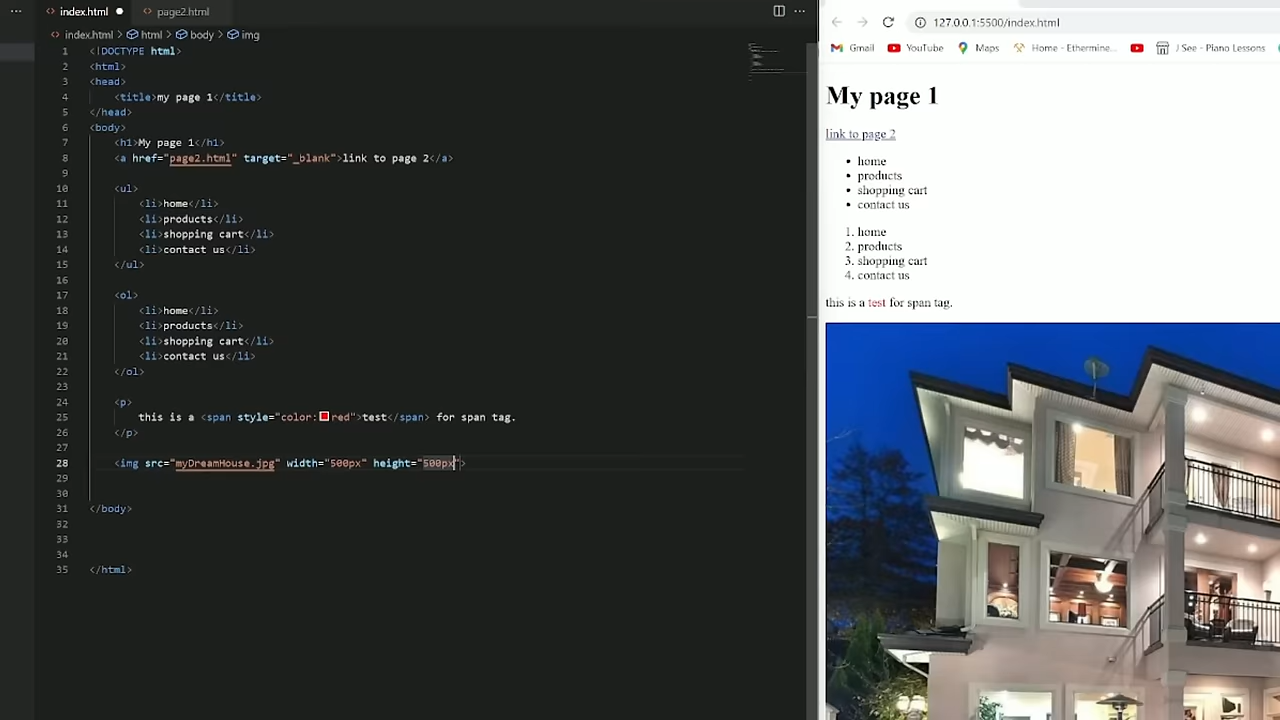 index.html
page2.html
index.html > html > body > img
1 <!DOCTYPE html>
2 <html>
3 <head>
4 <title>my page 1</title>
5 </head>
6 <body>
7 <h1>My page 1</h1>
8 <a href="page2.html" target="_blank">link to page 2</a>
9
10 <ul>
11 <li>home</li>
12 <li>products</li>
13 <li>shopping cart</li>
14 <li>contact us</li>
15 </ul>
16
17 <ol>
18 <li>home</li>
19 <li>products</li>
20 <li>shopping cart</li>
21 <li>contact us</li>
22 </ol>
23
24 <p>
25 this is a <span style="color:red">test</span> for span tag.
26 </p>
27
28 <img src="myDreamHouse.jpg" width="500px" height="500px">
29
30
31 </body>
32
33
34
35 </html>
127.0.0.1:5500/index.html
Gmail YouTube Maps Home - Ethermine... J See - Piano Lessons
My page 1
link to page 2
• home
• products
• shopping cart
• contact us
1. home
2. products
3. shopping cart
4. contact us
this is a test for span tag.